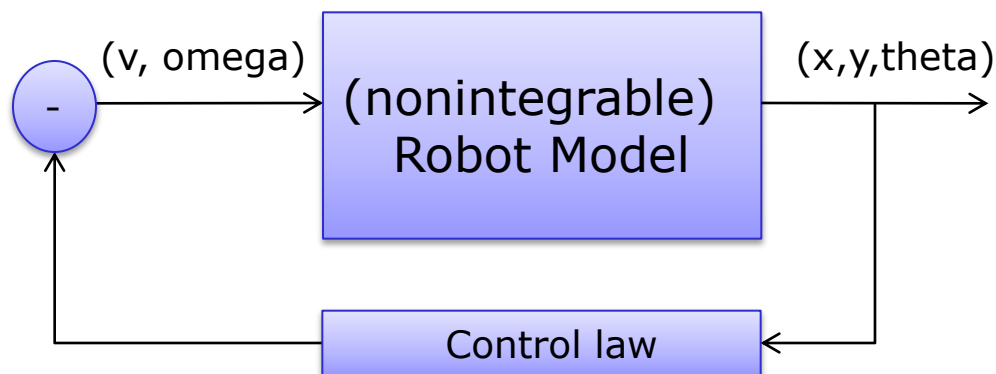 (v, omega)
(x,y,theta)
-
(nonintegrable)
Robot Model
Control law